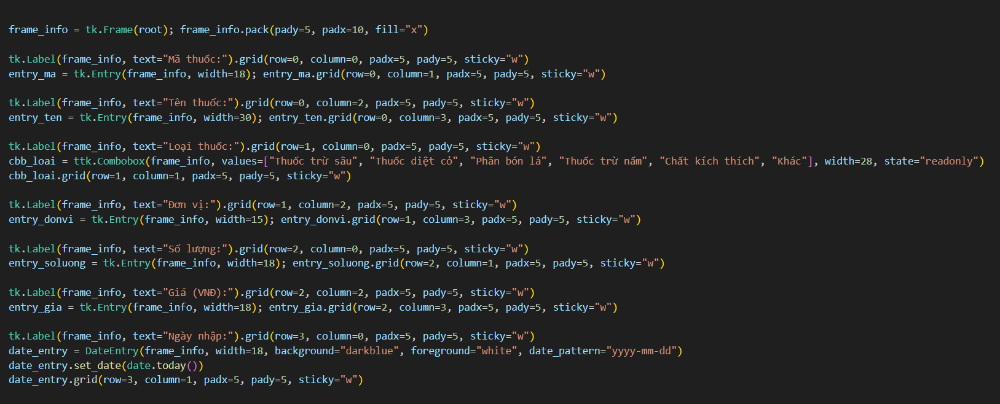 frame_info = tk.Frame(root); frame_info.pack(pady=5, padx=10, fill="x")
tk.Label(frame_info, text="Mã thuốc:").grid(row=0, column=0, padx=5, pady=5, sticky="w")
entry_ma = tk.Entry(frame_info, width=18); entry_ma.grid(row=0, column=1, padx=5, pady=5, sticky="w")
tk.Label(frame_info, text="Tên thuốc:").grid(row=0, column=2, padx=5, pady=5, sticky="w")
entry_ten = tk.Entry(frame_info, width=30); entry_ten.grid(row=0, column=3, padx=5, pady=5, sticky="w")
tk.Label(frame_info, text="Loại thuốc:").grid(row=1, column=0, padx=5, pady=5, sticky="w")
cbb_loai = ttk.Combobox(frame_info, values=["Thuốc trừ sâu", "Thuốc diệt cỏ", "Phân bón lá", "Thuốc trừ nấm", "Chất kích thích", "Khác"], width=28, state="readonly")
cbb_loai.grid(row=1, column=1, padx=5, pady=5, sticky="w")
tk.Label(frame_info, text="Đơn vị:").grid(row=1, column=2, padx=5, pady=5, sticky="w")
entry_donvi = tk.Entry(frame_info, width=15); entry_donvi.grid(row=1, column=3, padx=5, pady=5, sticky="w")
tk.Label(frame_info, text="Số lượng:").grid(row=2, column=0, padx=5, pady=5, sticky="w")
entry_soluong = tk.Entry(frame_info, width=18); entry_soluong.grid(row=2, column=1, padx=5, pady=5, sticky="w")
tk.Label(frame_info, text="Giá (VNĐ):").grid(row=2, column=2, padx=5, pady=5, sticky="w")
entry_gia = tk.Entry(frame_info, width=18); entry_gia.grid(row=2, column=3, padx=5, pady=5, sticky="w")
tk.Label(frame_info, text="Ngày nhập:").grid(row=3, column=0, padx=5, pady=5, sticky="w")
date_entry = DateEntry(frame_info, width=18, background="darkblue", foreground="white", date_pattern="yyyy-mm-dd")
date_entry.set_date(date.today())
date_entry.grid(row=3, column=1, padx=5, pady=5, sticky="w")